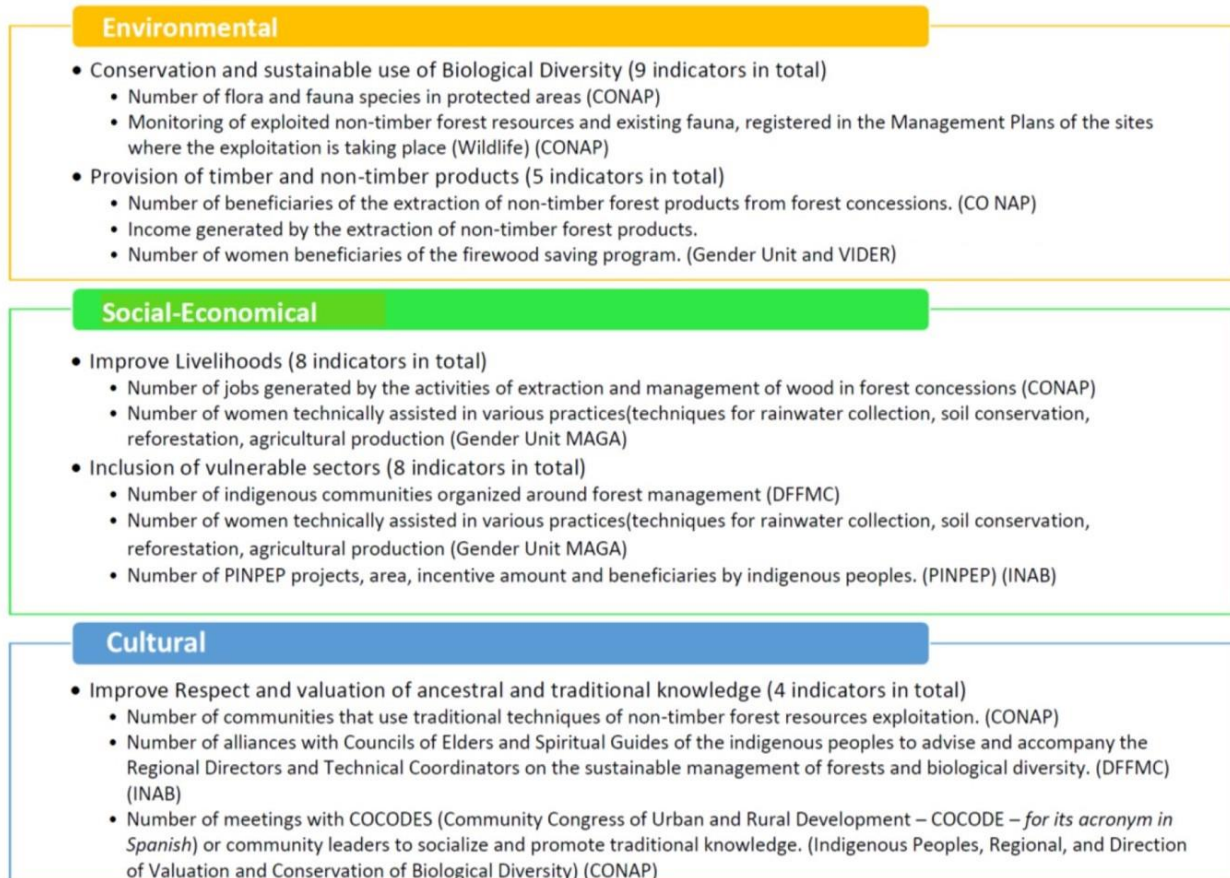 Environmental
• Conservation and sustainable use of Biological Diversity (9 indicators in total)
• Number of flora and fauna species in protected areas (CONAP)
• Monitoring of exploited non-timber forest resources and existing fauna, registered in the Management Plans of the sites
where the exploitation is taking place (Wildlife) (CONAP)
• Provision of timber and non-timber products (5 indicators in total)
• Number of beneficiaries of the extraction of non-timber forest products from forest concessions. (CO NAP)
• Income generated by the extraction of non-timber forest products.
• Number of women beneficiaries of the firewood saving program. (Gender Unit and VIDER)
Social-Economical
• Improve Livelihoods (8 indicators in total)
• Number of jobs generated by the activities of extraction and management of wood in forest concessions (CONAP)
• Number of women technically assisted in various practices(techniques for rainwater collection, soil conservation,
reforestation, agricultural production (Gender Unit MAGA)
• Inclusion of vulnerable sectors (8 indicators in total)
• Number of indigenous communities organized around forest management (DFFMC)
• Number of women technically assisted in various practices(techniques for rainwater collection, soil conservation,
reforestation, agricultural production (Gender Unit MAGA)
• Number of PINPEP projects, area, incentive amount and beneficiaries by indigenous peoples. (PINPEP) (INAB)
Cultural
• Improve Respect and valuation of ancestral and traditional knowledge (4 indicators in total)
• Number of communities that use traditional techniques of non-timber forest resources exploitation. (CONAP)
• Number of alliances with Councils of Elders and Spiritual Guides of the indigenous peoples to advise and accompany the
Regional Directors and Technical Coordinators on the sustainable management of forests and biological diversity. (DFFMC)
(INAB)
• Number of meetings with COCODES (Community Congress of Urban and Rural Development – COCODE – for its acronym in
Spanish) or community leaders to socialize and promote traditional knowledge. (Indigenous Peoples, Regional, and Direction
of Valuation and Conservation of Biological Diversity) (CONAP)